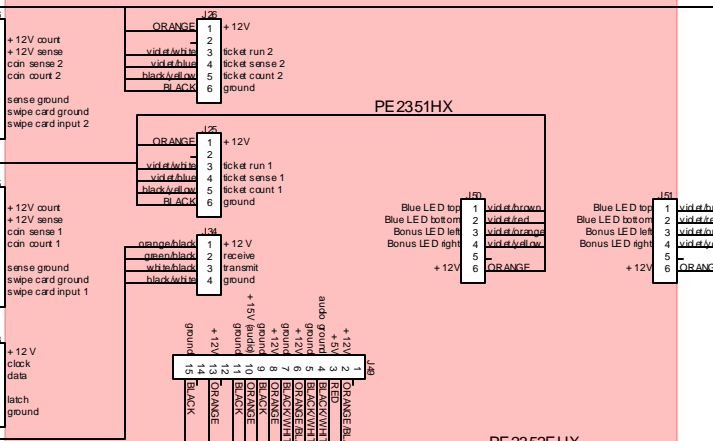 J26
ORANGE 1 +12V
2
violet/white 3 ticket run 2
violet/blue 4 ticket sense 2
black/yellow 5 ticket count 2
BLACK 6 ground
+12V count
+12V sense
coin sense 2
coin count 2
sense ground
swipe card ground
swipe card input 2
PE2351HX
J25
ORANGE 1 +12V
2
violet/white 3 ticket run 1
violet/blue 4 ticket sense 1
black/yellow 5 ticket count 1
BLACK 6 ground
+12V count
+12V sense
coin sense 1
coin count 1
sense ground
swipe card ground
swipe card input 1
J34
orange/black 1 +12 V
green/black 2 receive
white/black 3 transmit
black/white 4 ground
J50
Blue LED top 1 violet/brown
Blue LED bottom 2 violet/red
Bonus LED left 3 violet/orange
Bonus LED right 4 violet/yellow
5
+12V 6 ORANGE
J51
Blue LED top 1
Blue LED bottom 2
Bonus LED left 3
Bonus LED right 4
5
+12V 6 ORANG
+12 V
clock
data
latch
ground
J49
ground 15 BLACK
14
+12V 13 ORANGE
12
ground 11 BLACK
+15V (audio) 10 ORANGE
ground 9 BLACK
+12V 8 ORANGE
ground 7 BLACK/WHI
+12V 6 ORANGE/BL
ground 5 BLACK/WHI
audio ground 4 BLACK/WHI
+5V 3 RED
+12V 2 ORANGE/BL
1